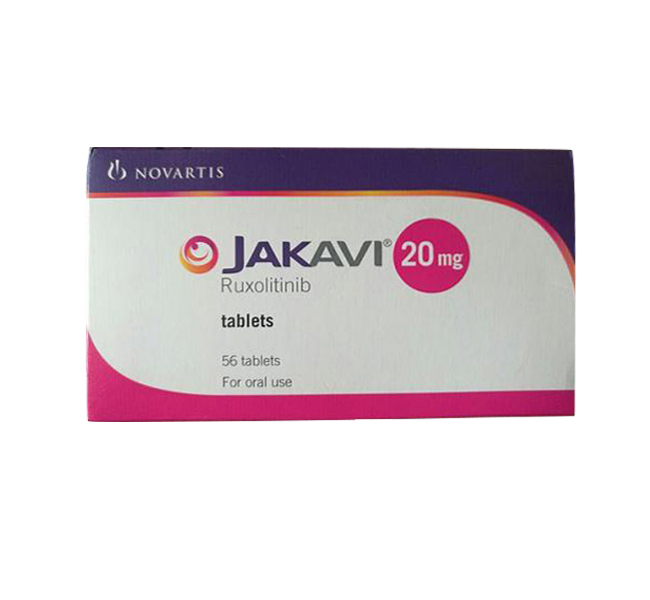 NOVARTIS
JAKAVI® 20 mg
Ruxolitinib
tablets
56 tablets
For oral use